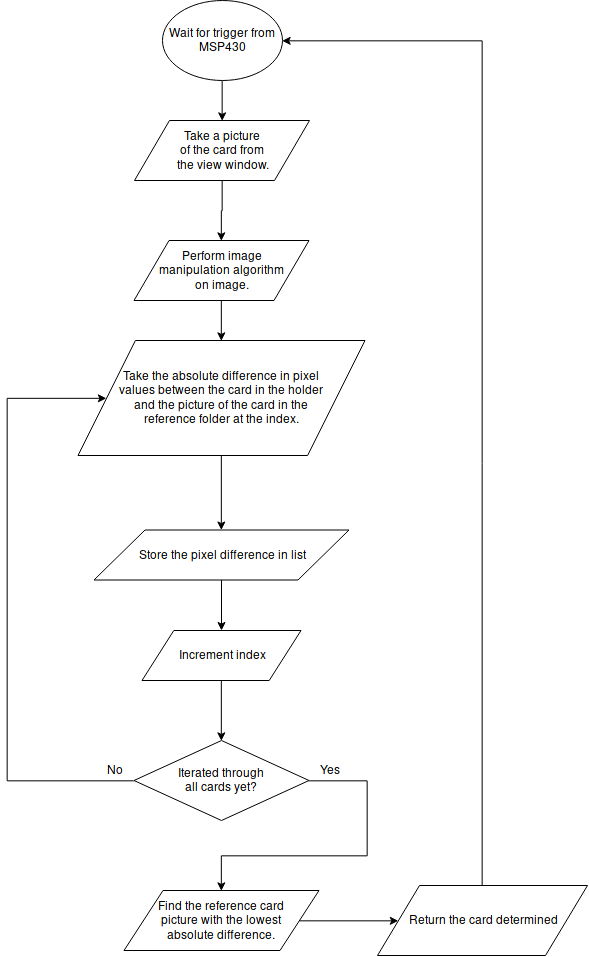 Wait for trigger from
MSP430
Take a picture
of the card from
the view window.
Perform image
manipulation algorithm
on image.
Take the absolute difference in pixel
values between the card in the holder
and the picture of the card in the
reference folder at the index.
Store the pixel difference in list
Increment index
Iterated through
all cards yet?
No
Yes
Find the reference card
picture with the lowest
absolute difference.
Return the card determined